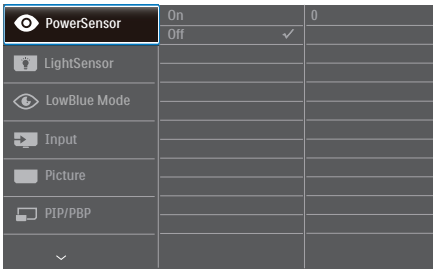 PowerSensor
On
0
Off
LightSensor
LowBlue Mode
Input
Picture
PIP/PBP